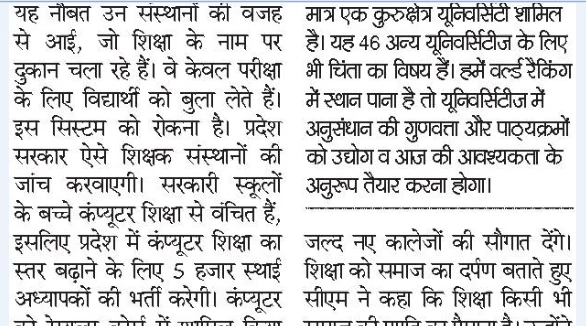 यह नौबत उन संस्थानों की वजह
से आई, जो शिक्षा के नाम पर
दुकान चला रहे हैं। वे केवल परीक्षा
के लिए विद्यार्थी को बुला लेते हैं।
इस सिस्टम को रोकना है। प्रदेश
सरकार ऐसे शिक्षक संस्थानों की
जांच करवाएगी। सरकारी स्कूलों
के बच्चे कंप्यूटर शिक्षा से वंचित हैं,
इसलिए प्रदेश में कंप्यूटर शिक्षा का
स्तर बढ़ाने के लिए 5 हजार स्थाई
अध्यापकों की भर्ती करेगी। कंप्यूटर
मात्र एक कुरुक्षेत्र यूनिवर्सिटी शामिल
है। यह 46 अन्य यूनिवर्सिटीज के लिए
भी चिंता का विषय हैं। हमें वर्ल्ड रैंकिंग
में स्थान पाना है तो यूनिवर्सिटीज में
अनुसंधान की गुणवत्ता और पाठ्यक्रमों
को उद्योग व आज की आवश्यकता के
अनुरूप तैयार करना होगा।
जल्द नए कालेजों की सौगात देंगे।
शिक्षा को समाज का दर्पण बताते हुए
सीएम ने कहा कि शिक्षा किसी भी